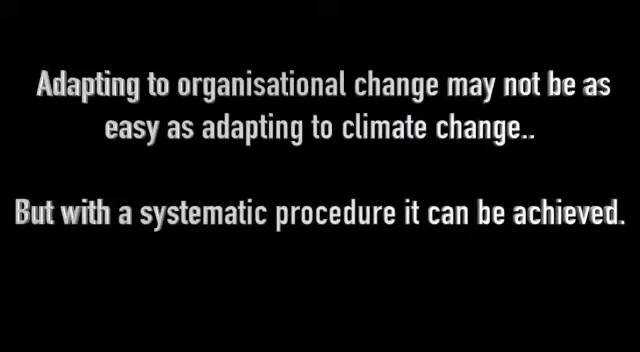 Adapting to organisational change may not be as
easy as adapting to climate change..
But with a systematic procedure it can be achieved.